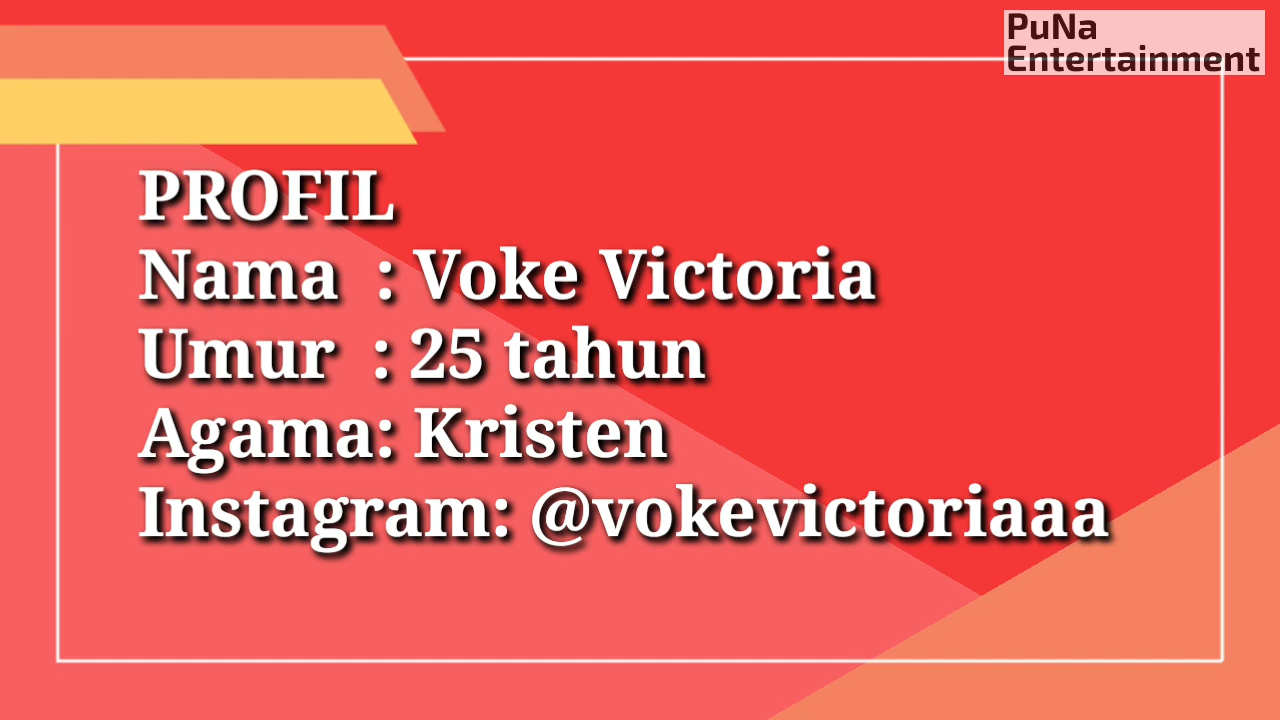 PuNa
Entertainment
PROFIL
Nama : Voke Victoria
Umur : 25 tahun
Agama: Kristen
Instagram: @vokevictoriaaa